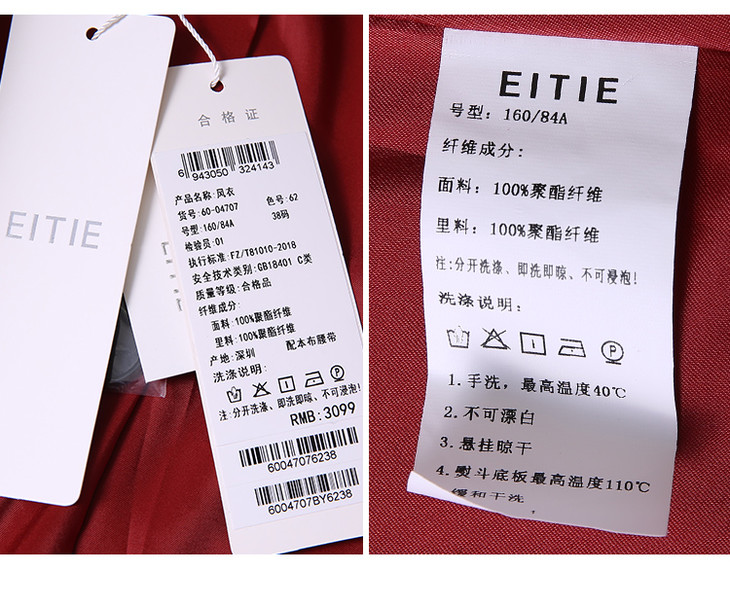 EITIE
合格证
6 943050 324143
产品名称:风衣
货号:60-04707 色号:62
号型:160/84A 38码
检验员:01
执行标准:FZ/T81010-2018
安全技术类别:GB18401 C类
质量等级:合格品
纤维成分:
面料:100%聚酯纤维
里料:100%聚酯纤维
产地:深圳 配本布腰带
洗涤说明:
P
注:分开洗涤、即洗即晾、不可浸泡!
RMB:3099
60047076238
6004707BY6238
EITIE
号型: 160/84A
纤维成分:
面料: 100%聚酯纤维
里料: 100%聚酯纤维
注:分开洗涤、即洗即晾、不可浸泡!
洗涤说明:
P
1.手洗,最高温度40℃
2.不可漂白
3.悬挂晾干
4.熨斗底板最高温度110℃
缓和干洗